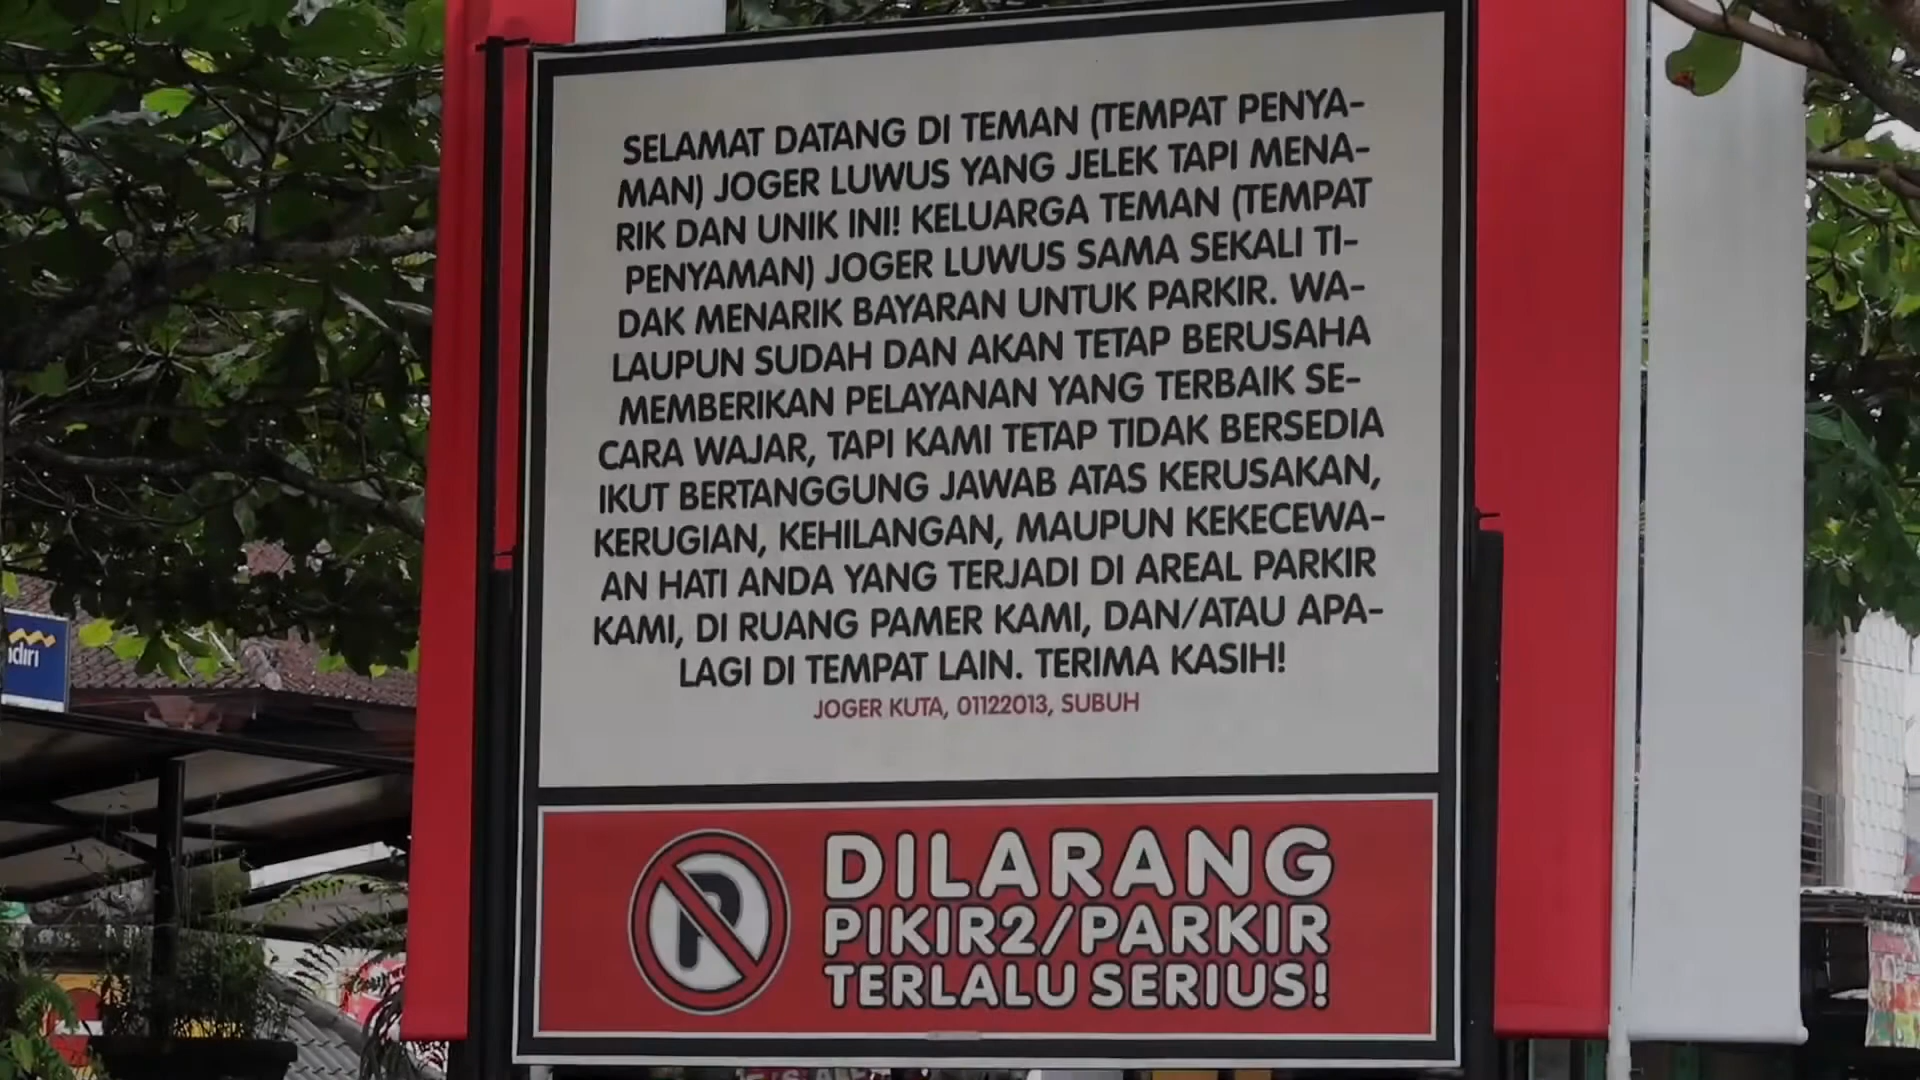 SELAMAT DATANG DI TEMAN (TEMPAT PENYA-
MAN) JOGER LUWUS YANG JELEK TAPI MENA-
RIK DAN UNIK INI! KELUARGA TEMAN (TEMPAT
PENYAMAN) JOGER LUWUS SAMA SEKALI TI-
DAK MENARIK BAYARAN UNTUK PARKIR. WA-
LAUPUN SUDAH DAN AKAN TETAP BERUSAHA
MEMBERIKAN PELAYANAN YANG TERBAIK SE-
CARA WAJAR, TAPI KAMI TETAP TIDAK BERSEDIA
IKUT BERTANGGUNG JAWAB ATAS KERUSAKAN,
KERUGIAN, KEHILANGAN, MAUPUN KEKECEWA-
AN HATI ANDA YANG TERJADI DI AREAL PARKIR
KAMI, DI RUANG PAMER KAMI, DAN/ATAU APA-
LAGI DI TEMPAT LAIN. TERIMA KASIH!
JOGER KUTA, 01122013, SUBUH
P
DILARANG
PIKIR2/PARKIR
TERLALU SERIUS!